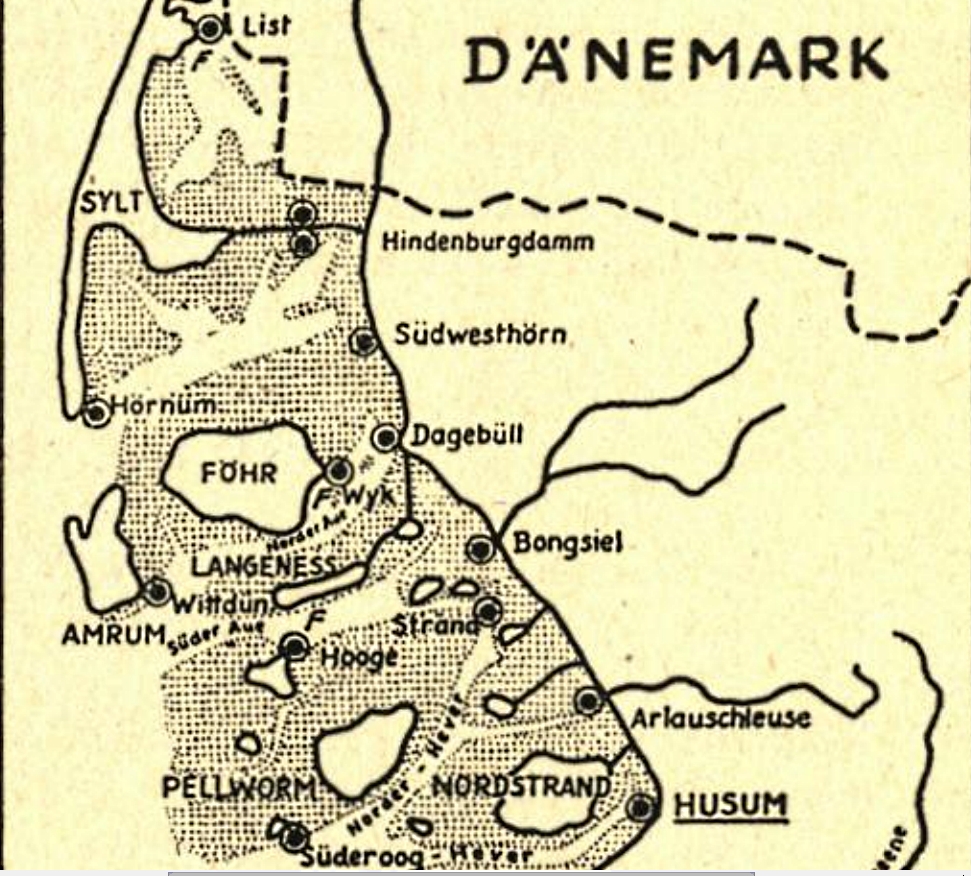 List
DÄNEMARK
SYLT
Hindenburgdamm
Südwesthörn
Hörnum
Dagebüll
FÖHR
F. Wyk
Norder Aue
Bongsiel
LANGENESS
Wittdün
Strand
F
AMRUM
Süder Aue
Hooge
Arlauschleuse
Norder-Hever
PELLWORM
NORDSTRAND
HUSUM
Süderoog-Hever